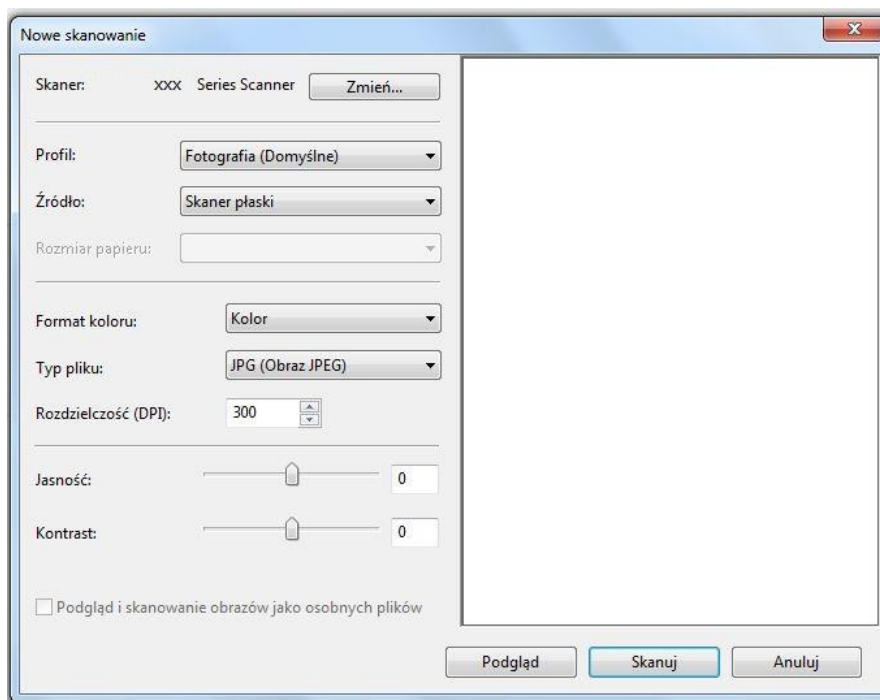 Nowe skanowanie
Skaner: xxx Series Scanner Zmień...
Profil: Fotografia (Domyślne)
Źródło: Skaner płaski
Rozmiar papieru:
Format koloru: Kolor
Typ pliku: JPG (Obraz JPEG)
Rozdzielczość (DPI): 300
Jasność: 0
Kontrast: 0
Podgląd i skanowanie obrazów jako osobnych plików
Podgląd Skanuj Anuluj